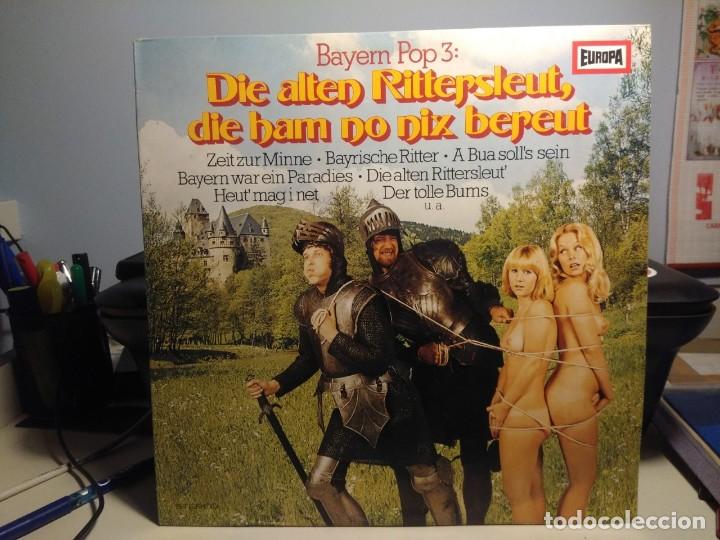 Bayern Pop 3:
EUROPA
Die alten Rittersleut,
die ham no nix bereut
Zeit zur Minne • Bayrische Ritter • A Bua soll's sein
Bayern war ein Paradies • Die alten Rittersleut'
Heut' mag i net Der tolle Bums
u. a.
todocoleccion